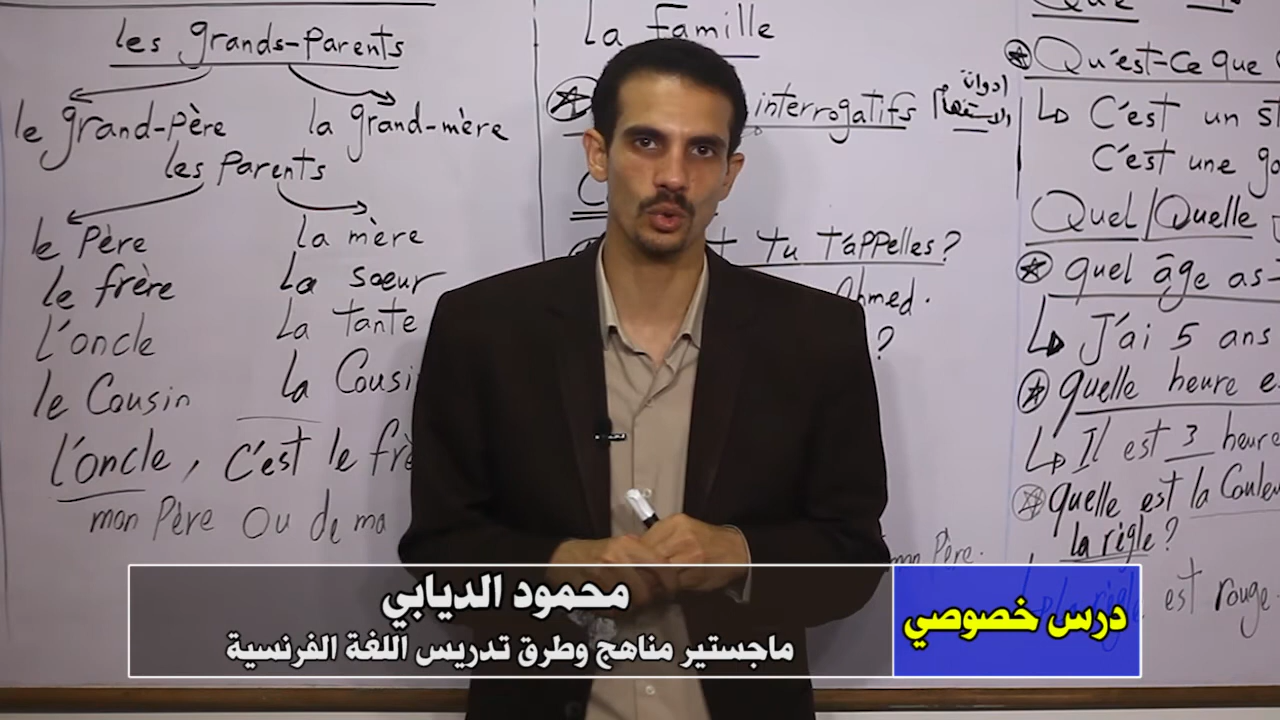 les grands-parents
le grand-père la grand-mère
les parents
le père la mère
le frère la sœur
l'oncle la tante
le Cousin la Cousi
l'oncle, c'est le frè
mon Père Ou de ma
La famille
interrogatifs ادوات الاستفهام
tu t'appelles?
Ahmed.
?
mon Père.
Qu'est-Ce que
C'est un
C'est une
Quel/Quelle
quel âge as-
J'ai 5 ans
quelle heure e
Il est 3 heure
quelle est la Couleu
la règle?
la règle est rouge.
درس خصوصي
محمود الديابي
ماجستير مناهج وطرق تدريس اللغة الفرنسية